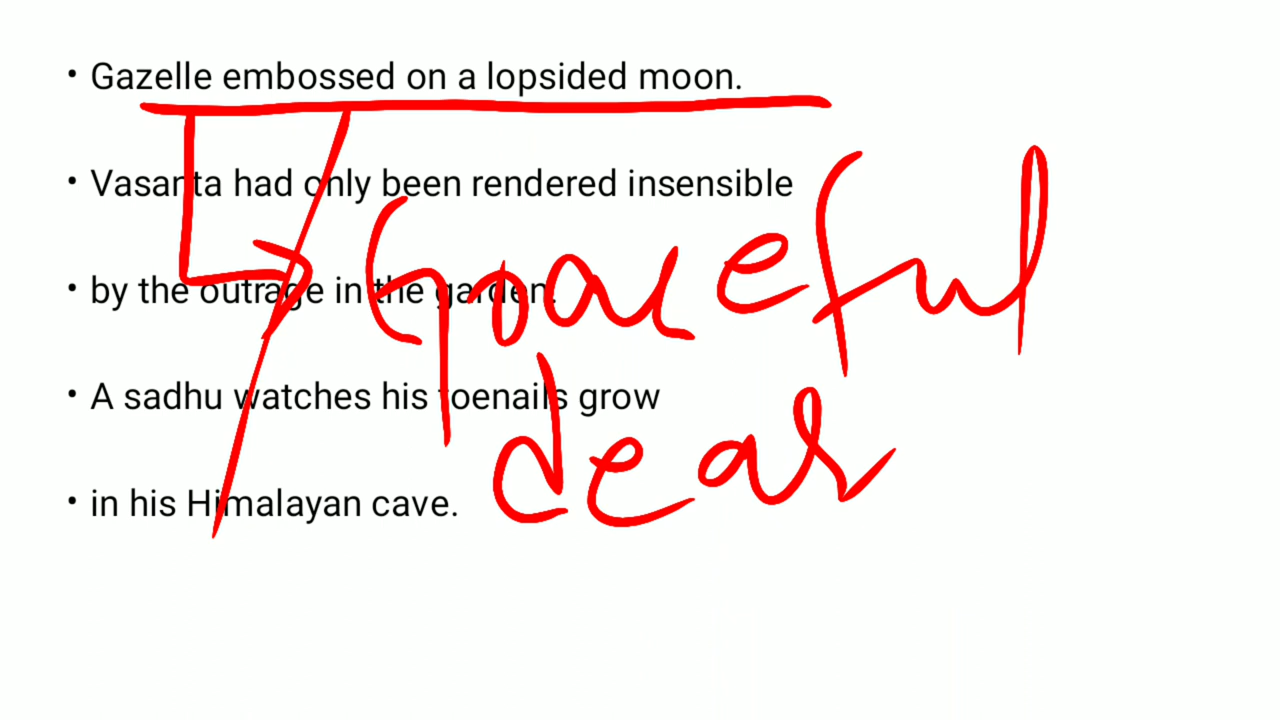 • Gazelle embossed on a lopsided moon.
• Vasanta had only been rendered insensible
• by the outrage in the garden.
• A sadhu watches his toenails grow
• in his Himalayan cave.
Graceful
dear